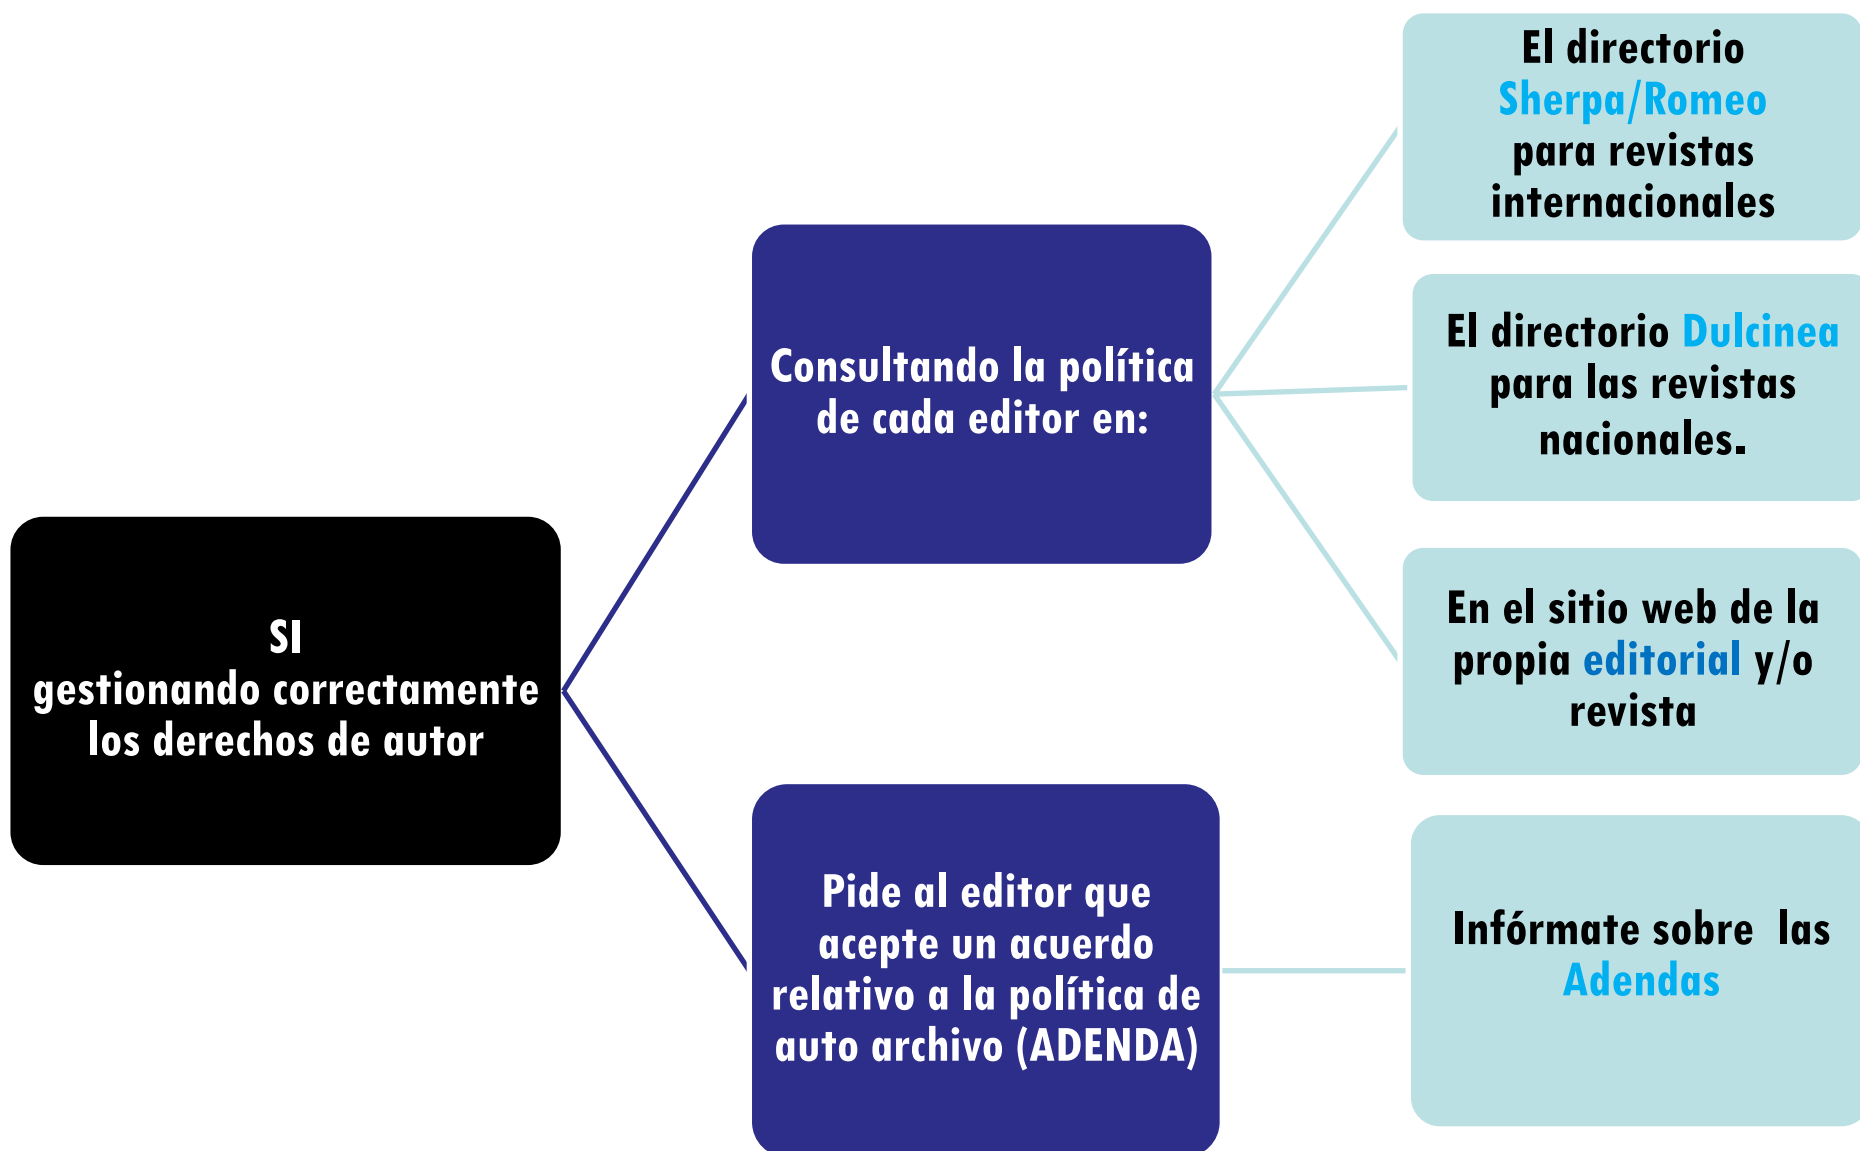 SI
gestionando correctamente
los derechos de autor
Consultando la política
de cada editor en:
El directorio
Sherpa/Romeo
para revistas
internacionales
El directorio Dulcinea
para las revistas
nacionales.
En el sitio web de la
propia editorial y/o
revista
Pide al editor que
acepte un acuerdo
relativo a la política de
auto archivo (ADENDA)
Infórmate sobre las
Adendas